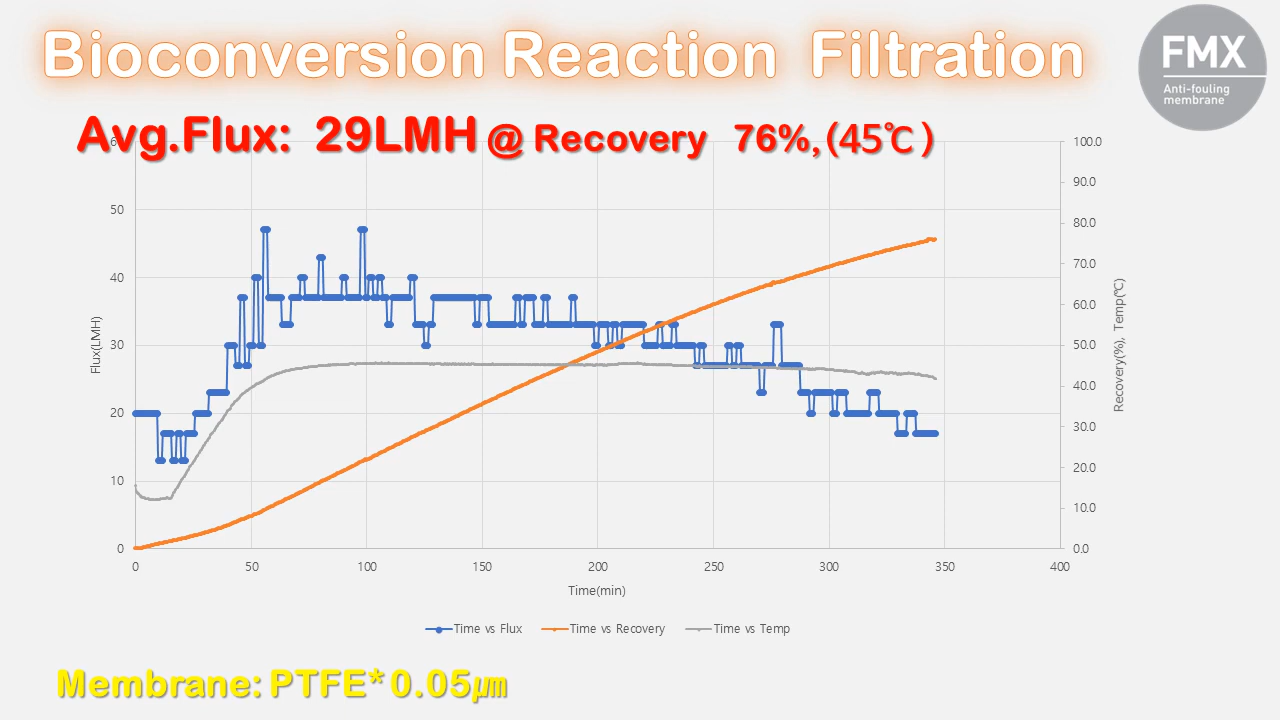 Bioconversion Reaction Filtration
FMX
Anti-fouling
membrane
Avg.Flux: 29LMH @ Recovery 76%,(45℃)
6
50
40
30
20
10
0
Flux(LMH)
100.0
90.0
80.0
70.0
60.0
50.0
40.0
30.0
20.0
10.0
0.0
Recovery(%), Temp(℃)
0 50 100 150 200 250 300 350 400
Time(min)
Time vs Flux Time vs Recovery Time vs Temp
Membrane: PTFE* 0.05㎛